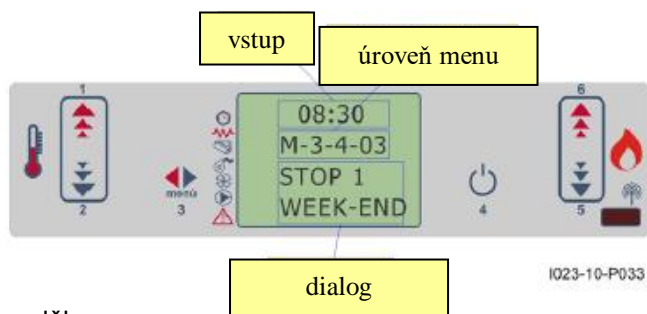 vstup
úroveň menu
1
6
08:30
M-3-4-03
STOP 1
WEEK-END
menù
2
3
4
5
I023-10-P033
dialog